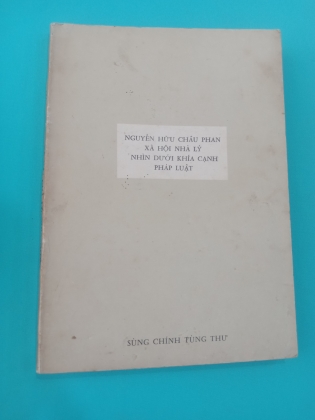 NGUYỄN HỮU CHÂU PHAN
XÃ HỘI NHÀ LÝ
NHÌN DƯỚI KHÍA CẠNH
PHÁP LUẬT
SÙNG CHÍNH TÙNG THƯ